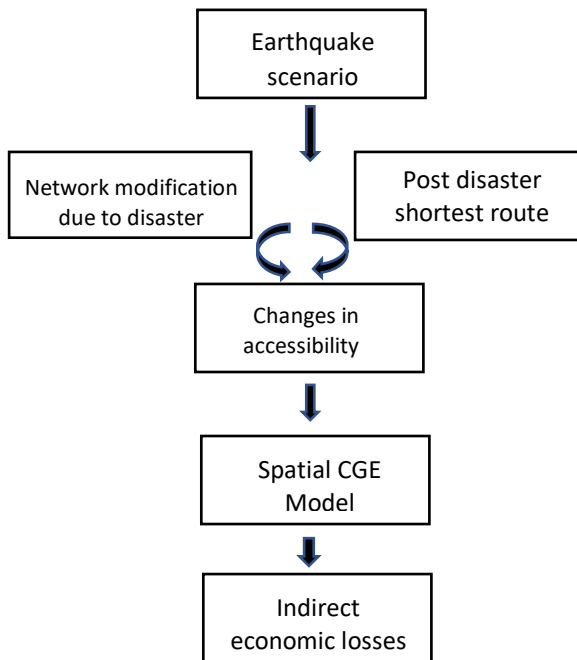 Earthquake
scenario
Network modification
due to disaster
Post disaster
shortest route
Changes in
accessibility
Spatial CGE
Model
Indirect
economic losses